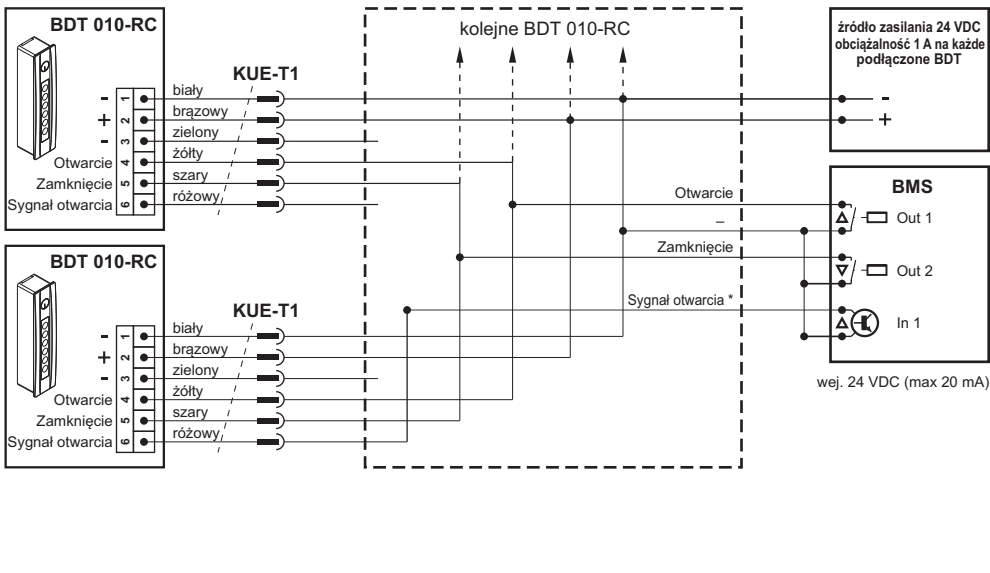 BDT 010-RC
KUE-T1
- 1 biały
+ 2 brązowy
- 3 zielony
Otwarcie 4 żółty
Zamknięcie 5 szary
Sygnał otwarcia 6 różowy
BDT 010-RC
KUE-T1
- 1 biały
+ 2 brązowy
- 3 zielony
Otwarcie 4 żółty
Zamknięcie 5 szary
Sygnał otwarcia 6 różowy
kolejne BDT 010-RC
Otwarcie
–
Zamknięcie
Sygnał otwarcia *
źródło zasilania 24 VDC
obciążalność 1 A na każde
podłączone BDT
-
+
BMS
Out 1
Out 2
In 1
wej. 24 VDC (max 20 mA)